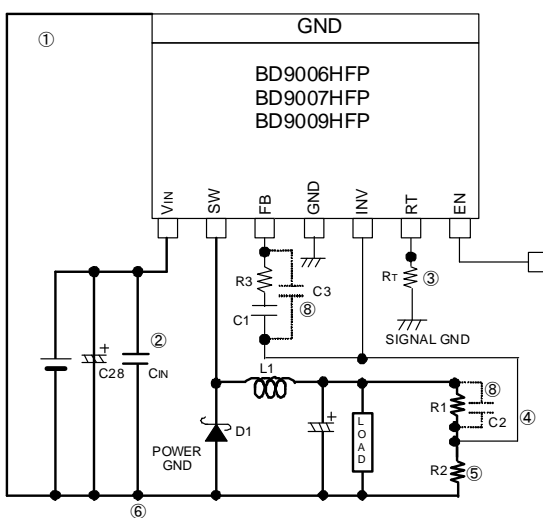 ①
GND
BD9006HFP
BD9007HFP
BD9009HFP
VIN
SW
FB
GND
INV
RT
EN
R3
C3
⑧
C1
RT
③
SIGNAL GND
②
C28
CIN
L1
⑧
R1
C2
④
D1
POWER
GND
LOAD
R2
⑤
⑥